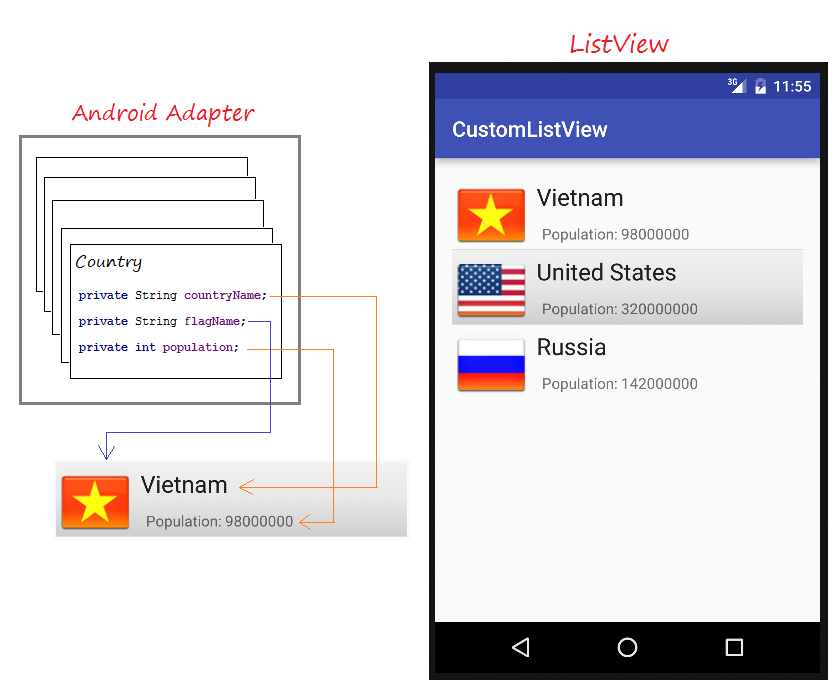 ListView
Android Adapter
Country
private String countryName;
private String flagName;
private int population;
Vietnam
Population: 98000000
3G 11:55
CustomListView
Vietnam
Population: 98000000
United States
Population: 320000000
Russia
Population: 142000000